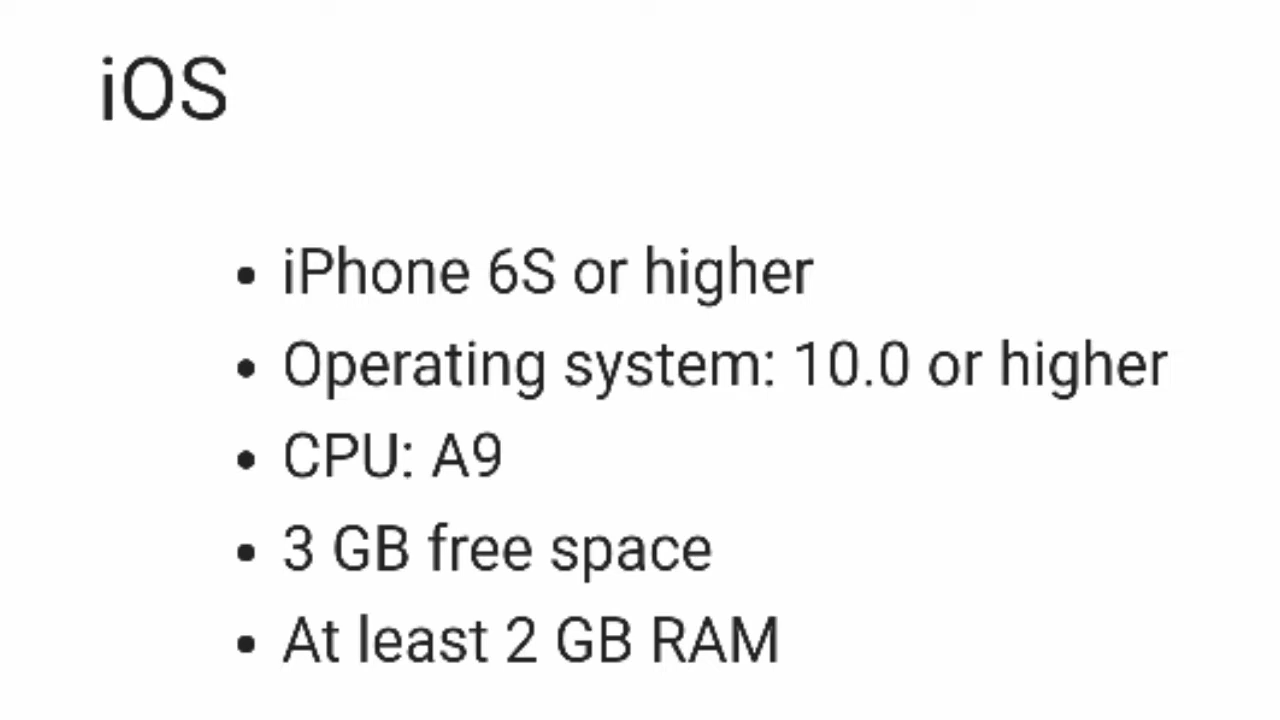 iOS
• iPhone 6S or higher
• Operating system: 10.0 or higher
• CPU: A9
• 3 GB free space
• At least 2 GB RAM